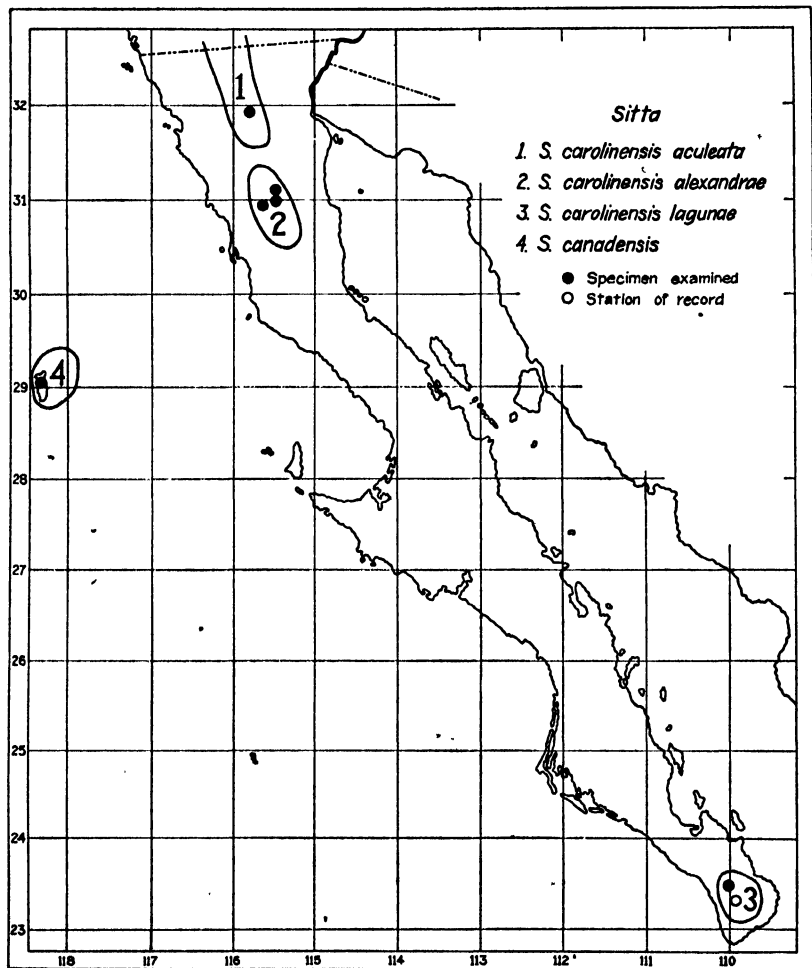 Sitta
1. S. carolinensis aculeata
2. S. carolinensis alexandrae
3. S. carolinensis lagunae
4. S. canadensis
● Specimen examined
○ Station of record
1
2
4
3
32
31
30
29
28
27
26
25
24
23
118 117 116 115 114 113 112 111 110